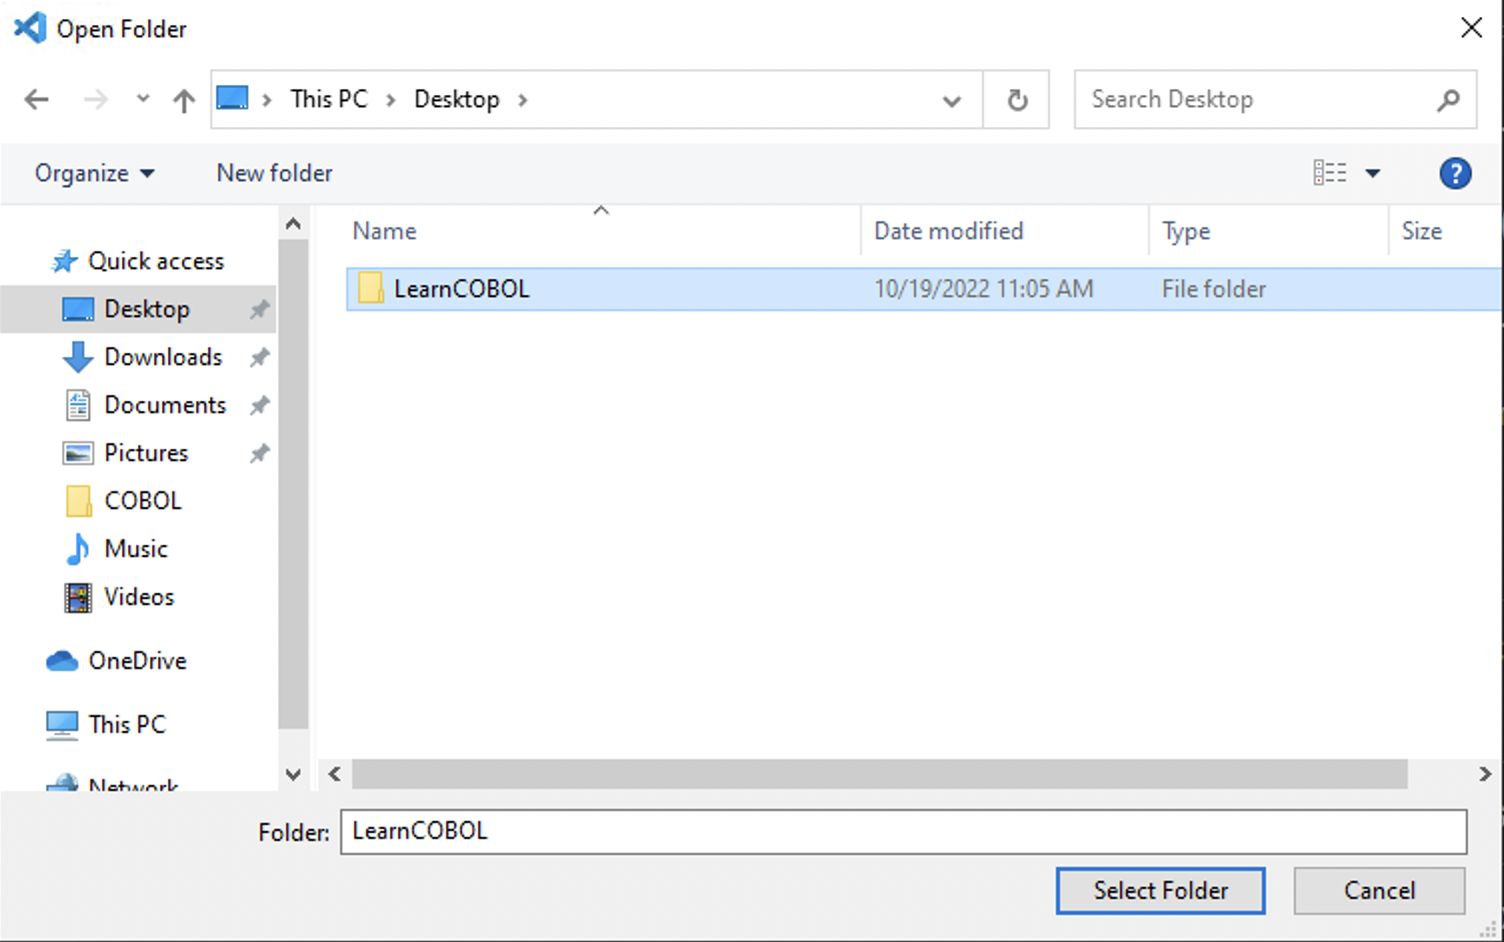 Open Folder
This PC > Desktop >
Search Desktop
Organize
New folder
?
Name
Date modified
Type
Size
LearnCOBOL
10/19/2022 11:05 AM
File folder
Quick access
Desktop
Downloads
Documents
Pictures
COBOL
Music
Videos
OneDrive
This PC
Network
Folder:
LearnCOBOL
Select Folder
Cancel